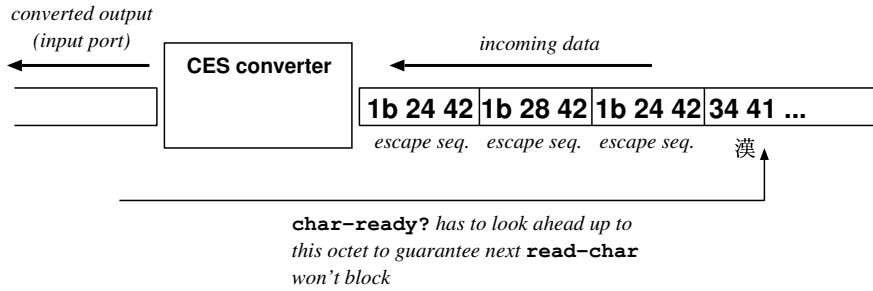 converted output
(input port)
CES converter
incoming data
1b 24 42 1b 28 42 1b 24 42 34 41 ...
escape seq. escape seq. escape seq. 漢
char-ready? has to look ahead up to
this octet to guarantee next read-char
won't block